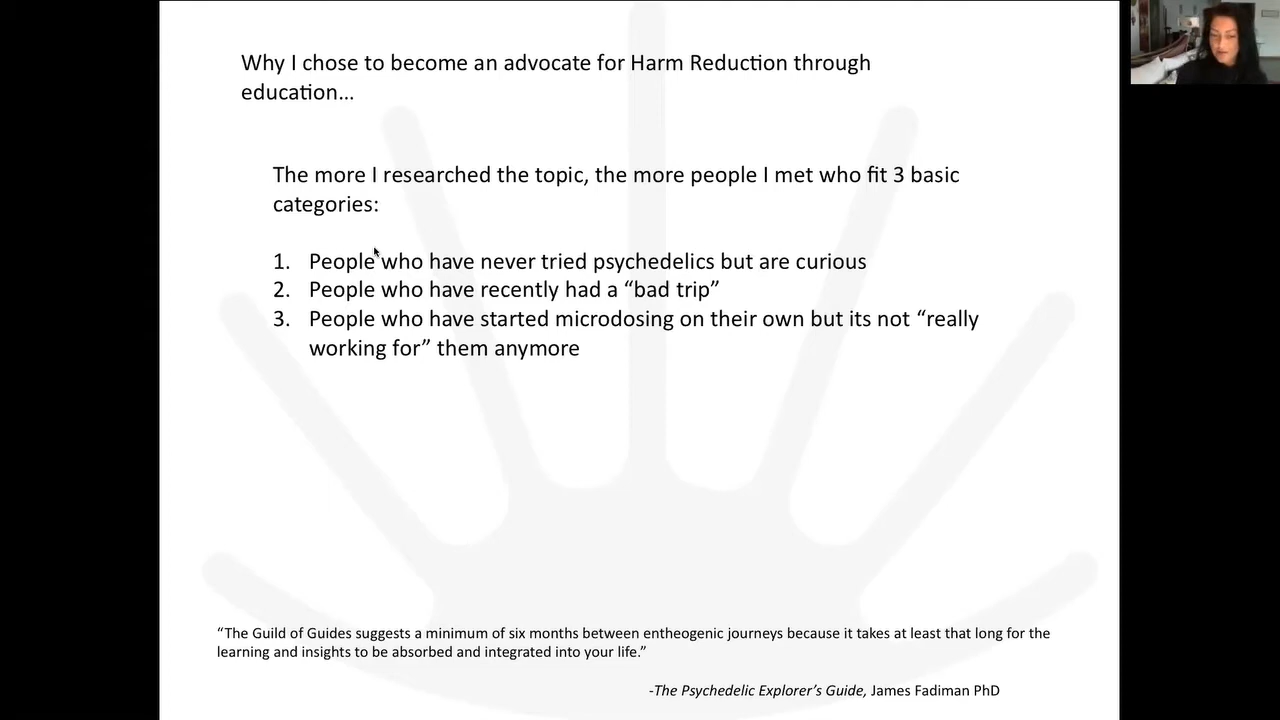 Why I chose to become an advocate for Harm Reduction through
education...
The more I researched the topic, the more people I met who fit 3 basic
categories:
1. People who have never tried psychedelics but are curious
2. People who have recently had a “bad trip”
3. People who have started microdosing on their own but its not “really
working for” them anymore
“The Guild of Guides suggests a minimum of six months between entheogenic journeys because it takes at least that long for the
learning and insights to be absorbed and integrated into your life.”
-The Psychedelic Explorer’s Guide, James Fadiman PhD